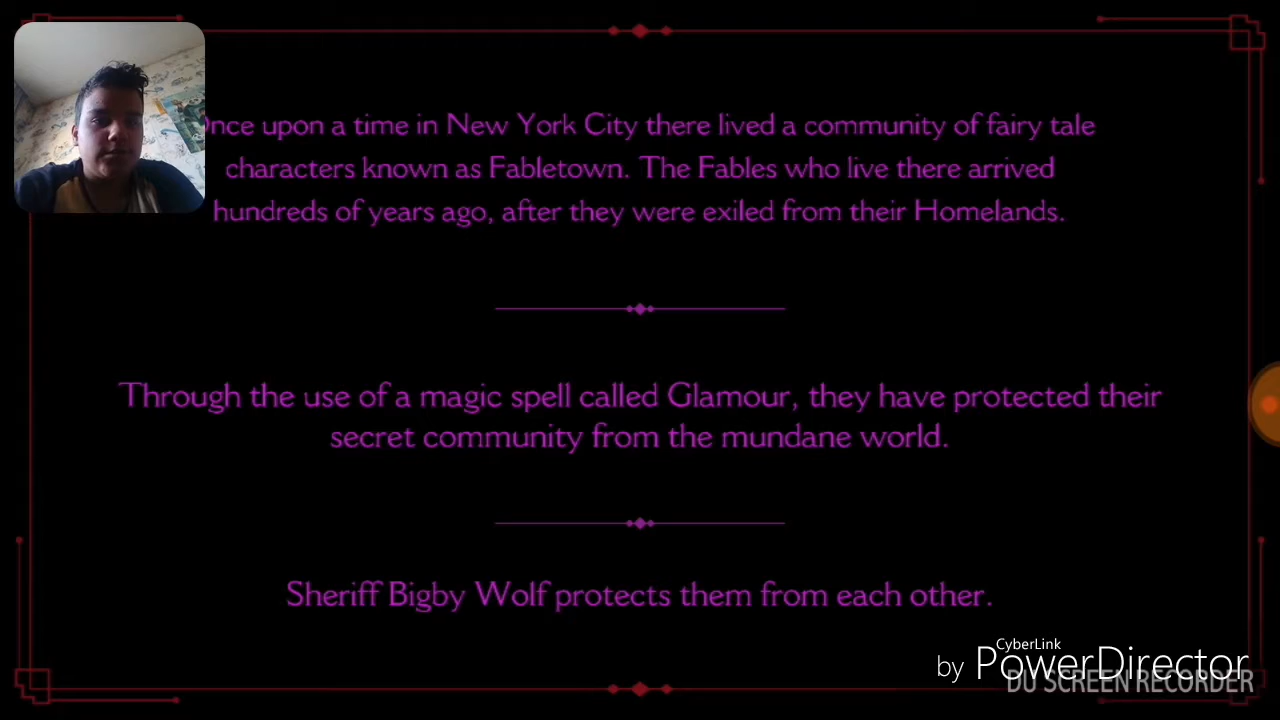 nce upon a time in New York City there lived a community of fairy tale
characters known as Fabletown. The Fables who live there arrived
hundreds of years ago, after they were exiled from their Homelands.
Through the use of a magic spell called Glamour, they have protected their
secret community from the mundane world.
Sheriff Bigby Wolf protects them from each other.
CyberLink
by PowerDirector
DU SCREEN RECORDER